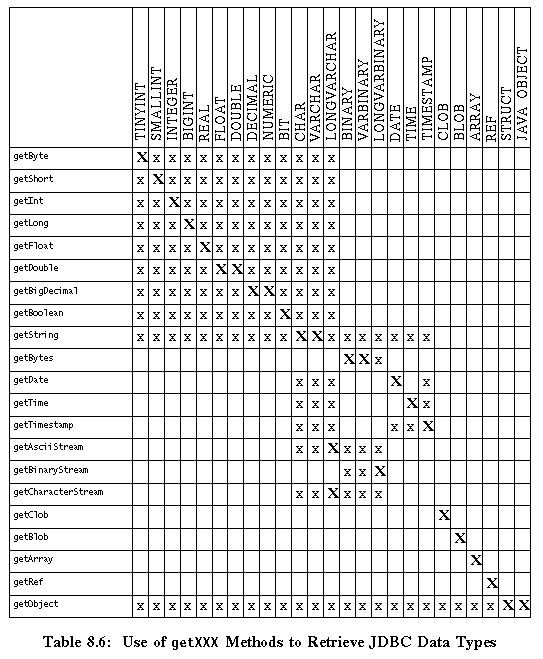 TINYINT SMALLINT INTEGER BIGINT REAL FLOAT DOUBLE DECIMAL NUMERIC BIT CHAR VARCHAR LONGVARCHAR BINARY VARBINARY LONGVARBINARY DATE TIME TIMESTAMP CLOB BLOB ARRAY REF STRUCT JAVA OBJECT
getByte X x x x x x x x x x x x x
getShort x X x x x x x x x x x x x
getInt x x X x x x x x x x x x x
getLong x x x X x x x x x x x x x
getFloat x x x x X x x x x x x x x
getDouble x x x x x X X x x x x x x
getBigDecimal x x x x x x x X X x x x x
getBoolean x x x x x x x x x X x x x
getString x x x x x x x x x x X X x x x x x x x
getBytes X X x
getDate x x x X x
getTime x x x X x
getTimestamp x x x x x X
getAsciiStream x x X x x x
getBinaryStream x x X
getCharacterStream x x X x x x
getClob X
getBlob X
getArray X
getRef X
getObject x x x x x x x x x x x x x x x x x x x x x x x X X
Table 8.6: Use of getXXX Methods to Retrieve JDBC Data Types